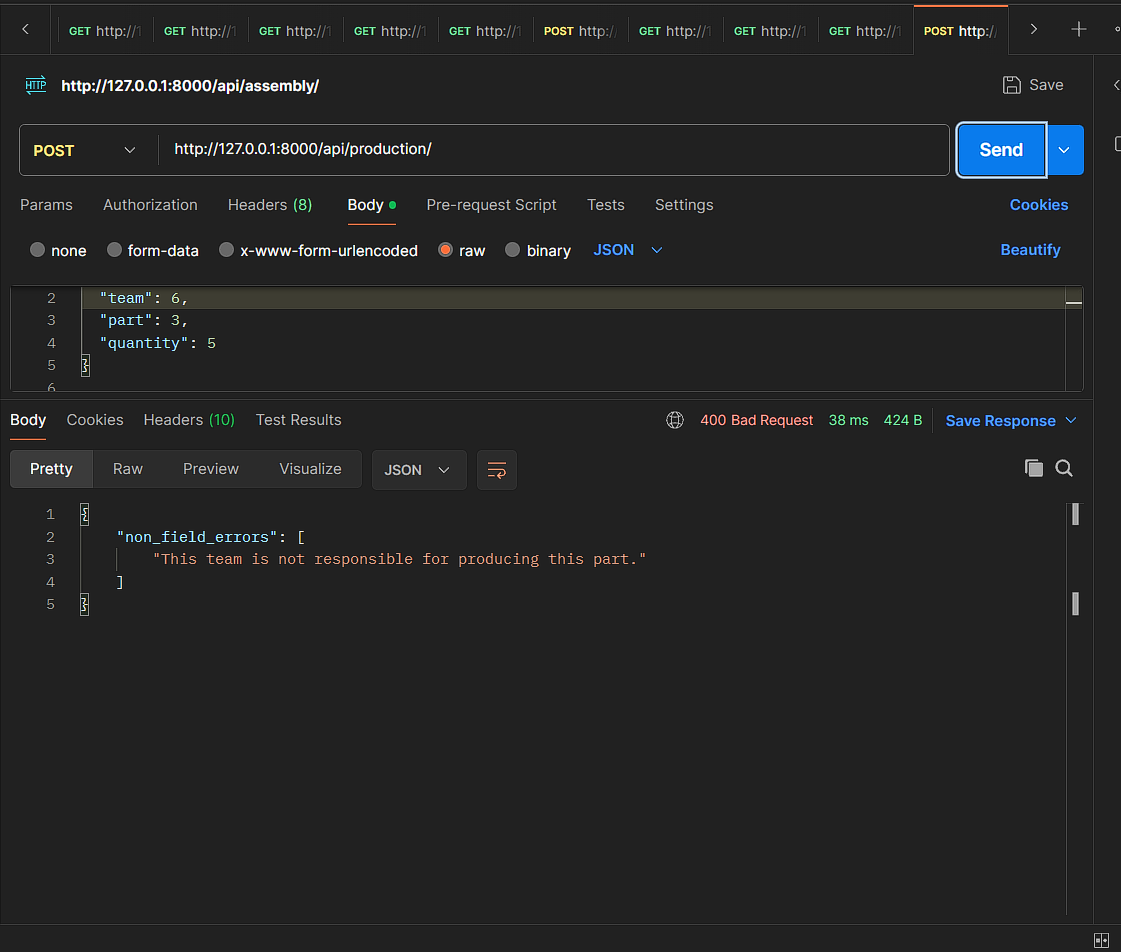 GET http://1 GET http://1 GET http://1 GET http://1 GET http://1 POST http:/ GET http://1 GET http://1 GET http://1 POST http:/
HTTP http://127.0.0.1:8000/api/assembly/ Save
POST http://127.0.0.1:8000/api/production/ Send
Params Authorization Headers (8) Body Pre-request Script Tests Settings Cookies
none form-data x-www-form-urlencoded raw binary JSON Beautify
2 "team": 6,
3 "part": 3,
4 "quantity": 5
5 }
6
Body Cookies Headers (10) Test Results 400 Bad Request 38 ms 424 B Save Response
Pretty Raw Preview Visualize JSON
1 {
2 "non_field_errors": [
3 "This team is not responsible for producing this part."
4 ]
5 }